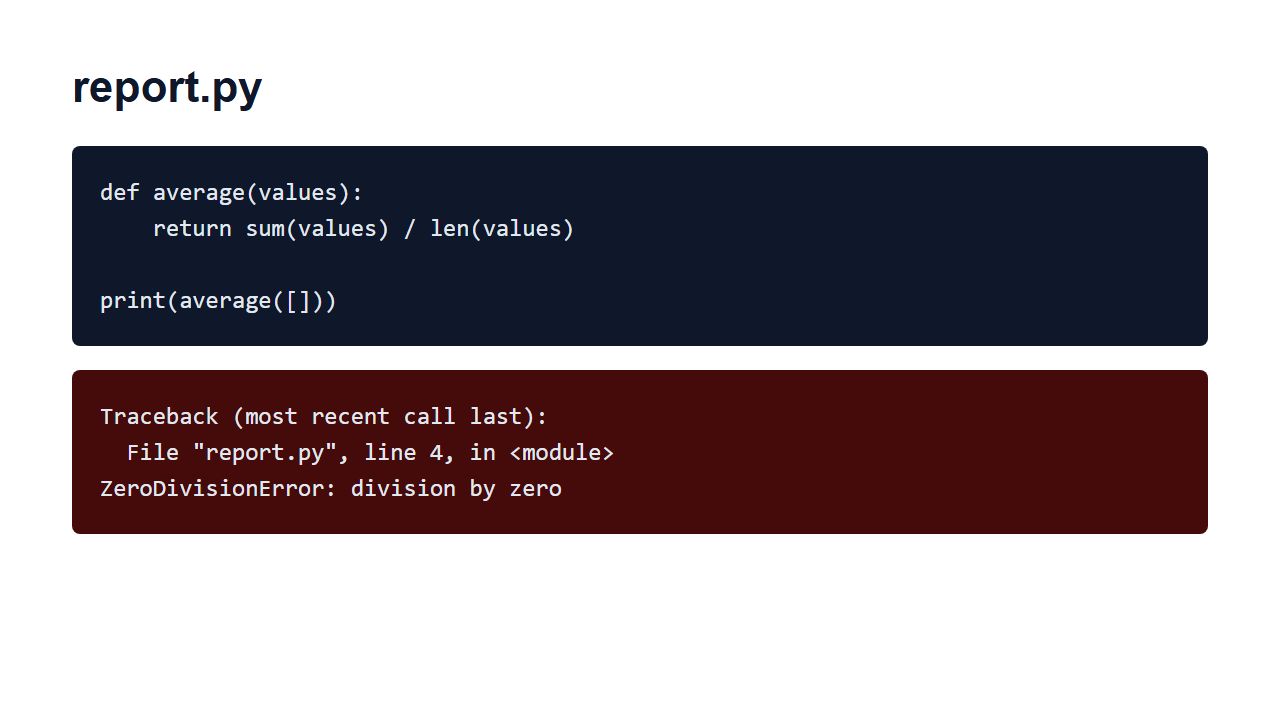 report.py
def average(values):
    return sum(values) / len(values)
print(average([]))
Traceback (most recent call last):
  File "report.py", line 4, in <module>
ZeroDivisionError: division by zero